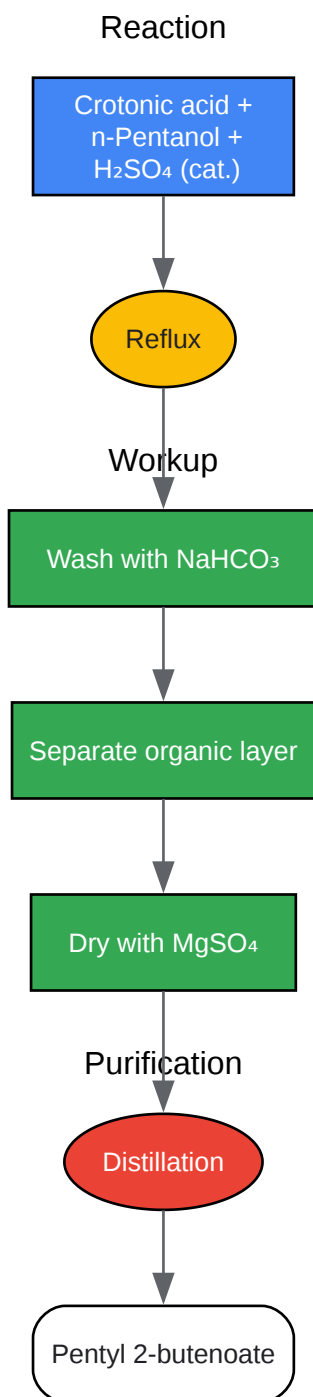 Reaction
Crotonic acid +
n-Pentanol +
H₂SO₄ (cat.)
Reflux
Workup
Wash with NaHCO₃
Separate organic layer
Dry with MgSO₄
Purification
Distillation
Pentyl 2-butenoate